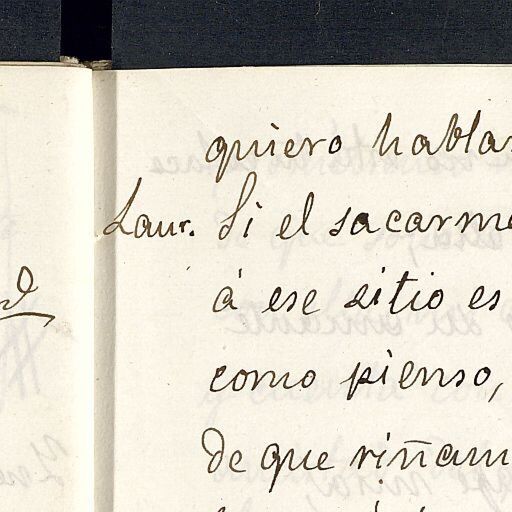 quiero hablar
Laur. Si el sacarme
á ese sitio es
como pienso,
de que riñam